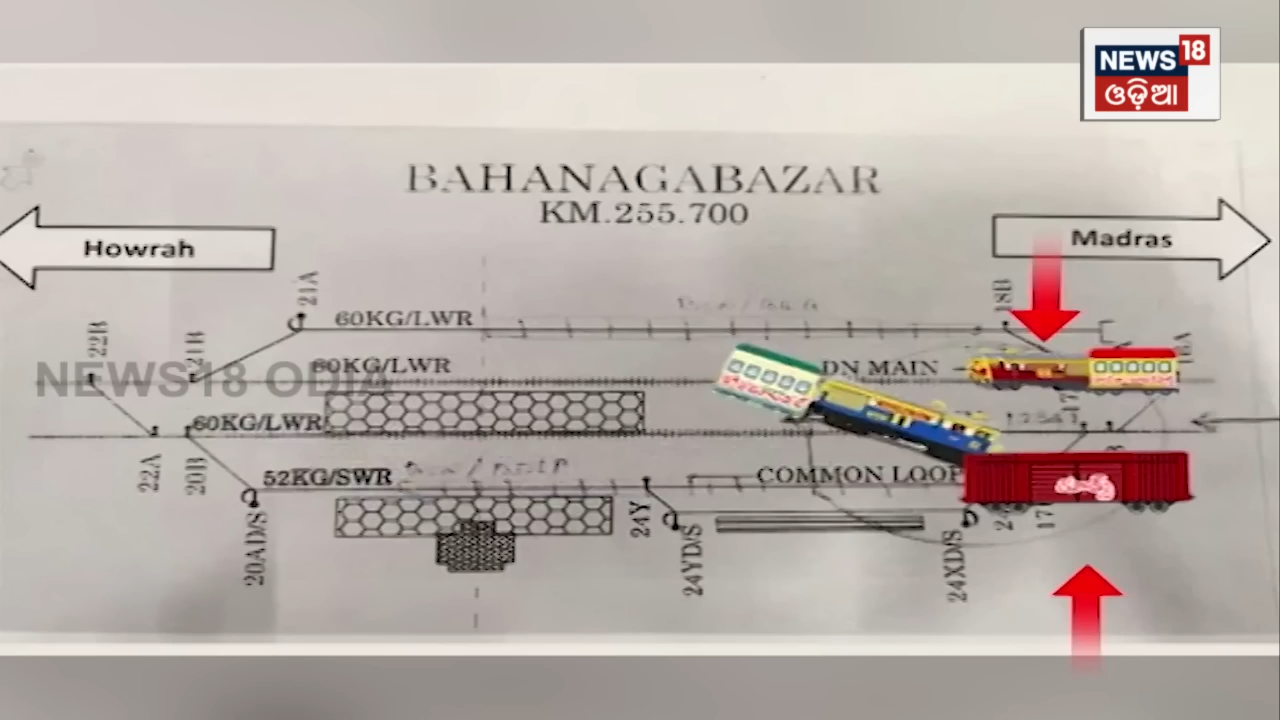 NEWS 18
ଓଡ଼ିଆ
BAHANAGABAZAR
KM.255.700
Howrah
Madras
21A
18B
60KG/LWR
22B
21B
60KG/LWR
DN MAIN
NEWS18 ODIA
60KG/LWR
22A
20B
52KG/SWR
COMMON LOOP
20AD/S
24Y
24YD/S
24XD/S